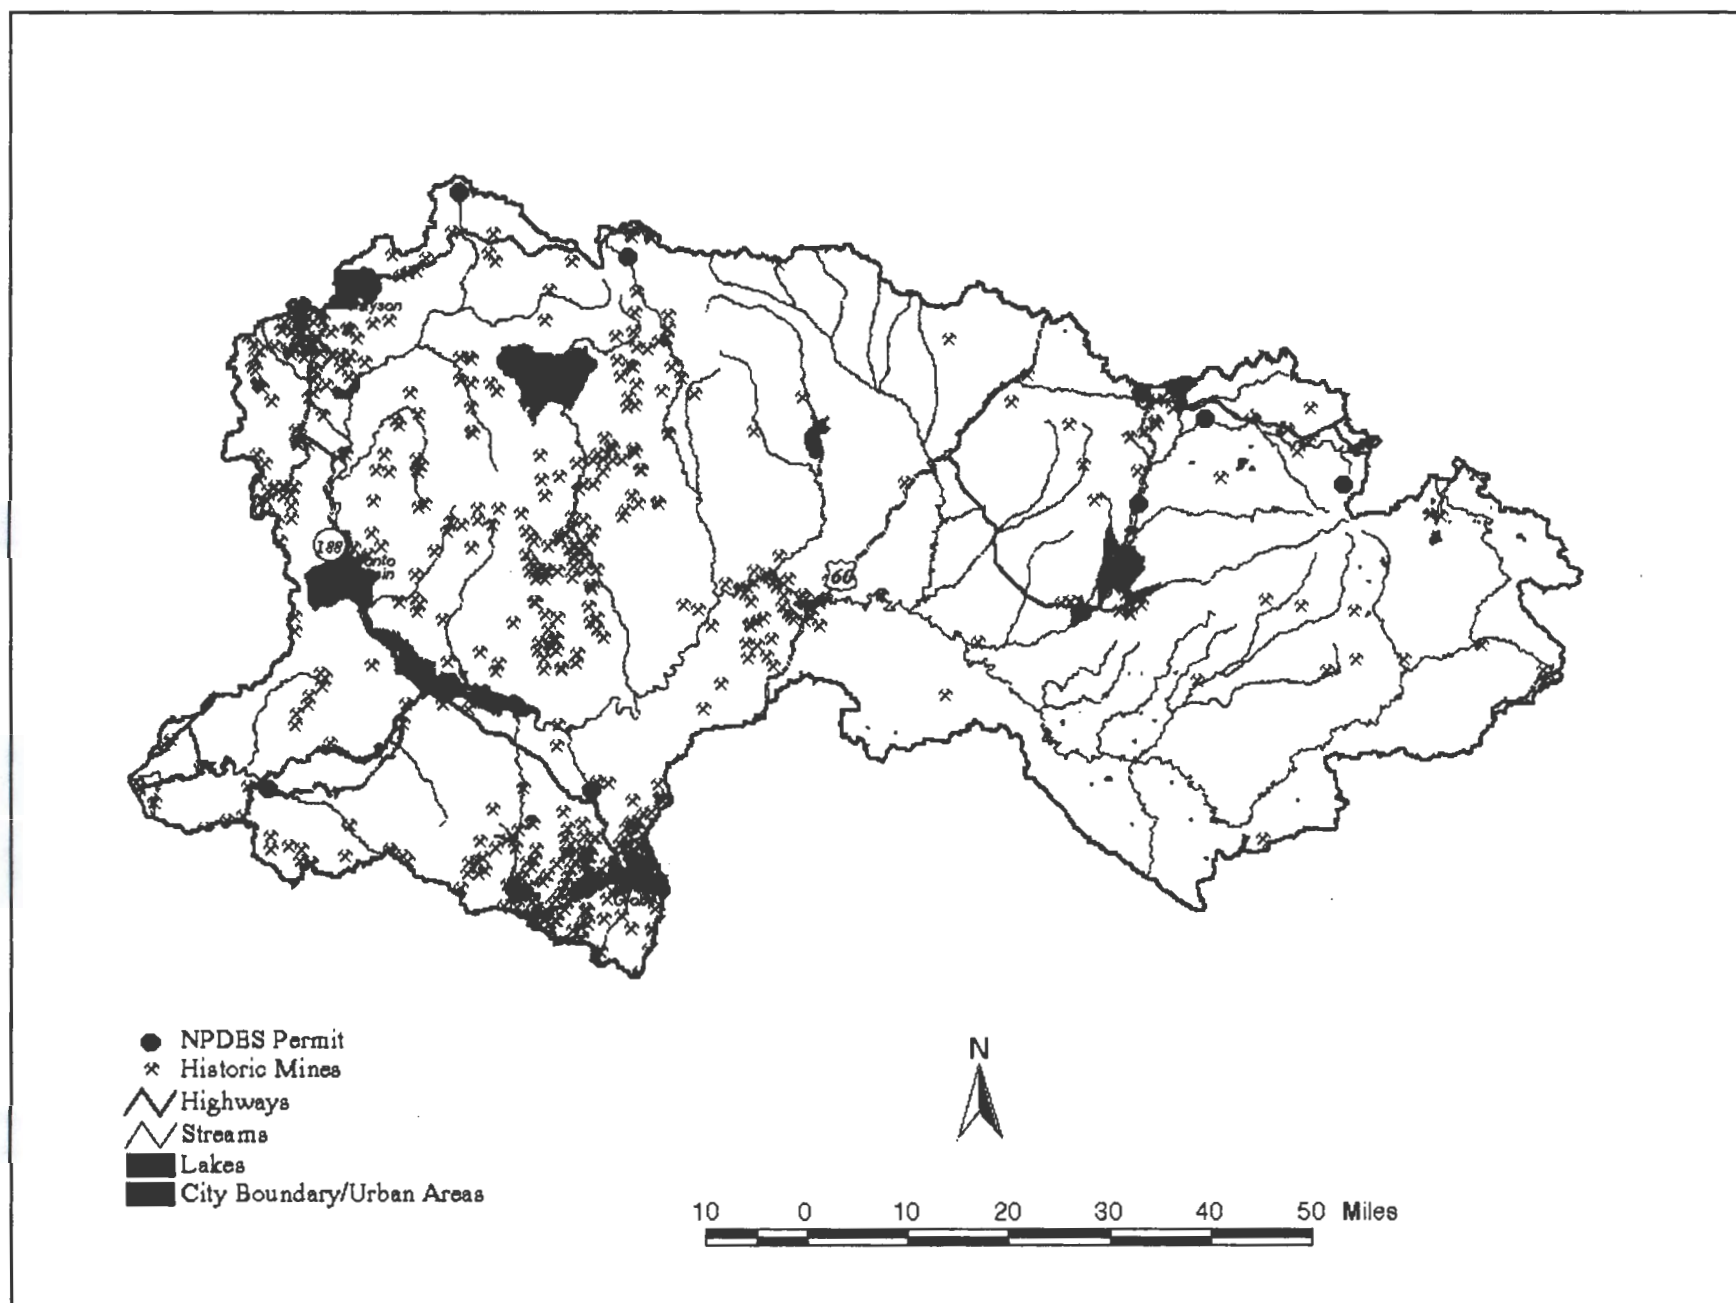 188
60
NPDES Permit
Historic Mines
Highways
Streams
Lakes
City Boundary/Urban Areas
N
10 0 10 20 30 40 50 Miles